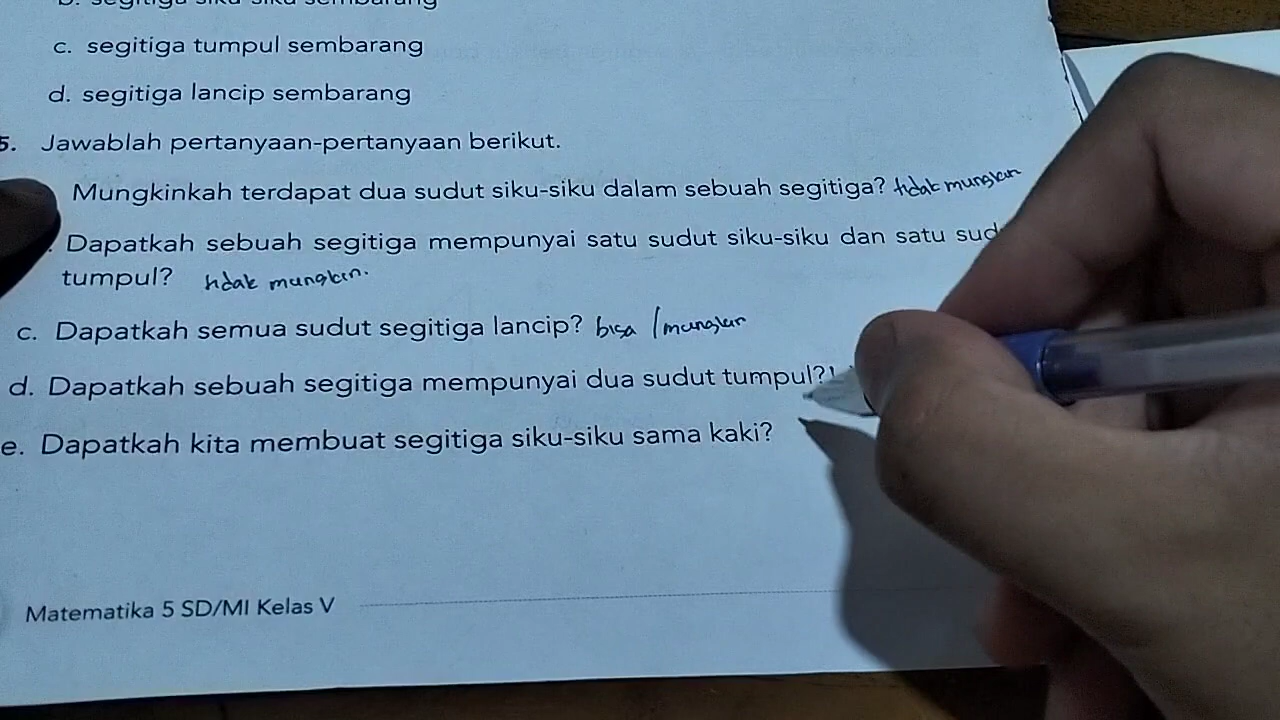 c. segitiga tumpul sembarang
d. segitiga lancip sembarang
5. Jawablah pertanyaan-pertanyaan berikut.
Mungkinkah terdapat dua sudut siku-siku dalam sebuah segitiga? tidak mungkin
Dapatkah sebuah segitiga mempunyai satu sudut siku-siku dan satu sud
tumpul? tidak mungkin.
c. Dapatkah semua sudut segitiga lancip? bisa / mungkin
d. Dapatkah sebuah segitiga mempunyai dua sudut tumpul?
e. Dapatkah kita membuat segitiga siku-siku sama kaki?
Matematika 5 SD/MI Kelas V